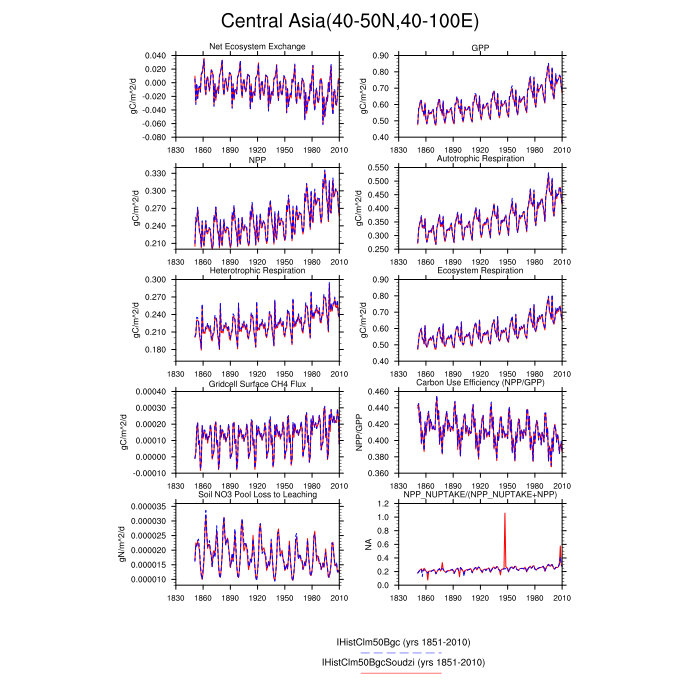 Central Asia(40-50N,40-100E)
Net Ecosystem Exchange
GPP
gC/m^2/d
0.040
0.020
0.000
-0.020
-0.040
-0.060
-0.080
1830 1860 1890 1920 1950 1980 2010
gC/m^2/d
0.90
0.80
0.70
0.60
0.50
0.40
1830 1860 1890 1920 1950 1980 2010
NPP
Autotrophic Respiration
gC/m^2/d
0.330
0.300
0.270
0.240
0.210
1830 1860 1890 1920 1950 1980 2010
gC/m^2/d
0.550
0.500
0.450
0.400
0.350
0.300
0.250
1830 1860 1890 1920 1950 1980 2010
Heterotrophic Respiration
Ecosystem Respiration
gC/m^2/d
0.300
0.270
0.240
0.210
0.180
1830 1860 1890 1920 1950 1980 2010
gC/m^2/d
0.90
0.80
0.70
0.60
0.50
0.40
1830 1860 1890 1920 1950 1980 2010
Gridcell Surface CH4 Flux
Carbon Use Efficiency (NPP/GPP)
gC/m^2/d
0.00040
0.00030
0.00020
0.00010
0.00000
-0.00010
1830 1860 1890 1920 1950 1980 2010
NPP/GPP
0.460
0.440
0.420
0.400
0.380
0.360
1830 1860 1890 1920 1950 1980 2010
Soil NO3 Pool Loss to Leaching
NPP_NUPTAKE/(NPP_NUPTAKE+NPP)
gN/m^2/d
0.000035
0.000030
0.000025
0.000020
0.000015
0.000010
1830 1860 1890 1920 1950 1980 2010
NA
1.2
1.0
0.8
0.6
0.4
0.2
0.0
1830 1860 1890 1920 1950 1980 2010
IHistClm50Bgc (yrs 1851-2010)
IHistClm50BgcSoudzi (yrs 1851-2010)